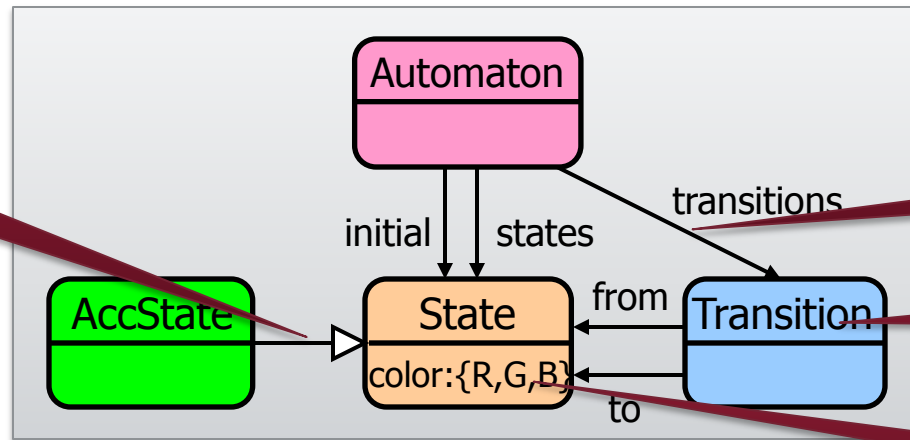 Automaton
transitions
initial
states
AccState
State
from
Transition
color:{R,G,B}
to